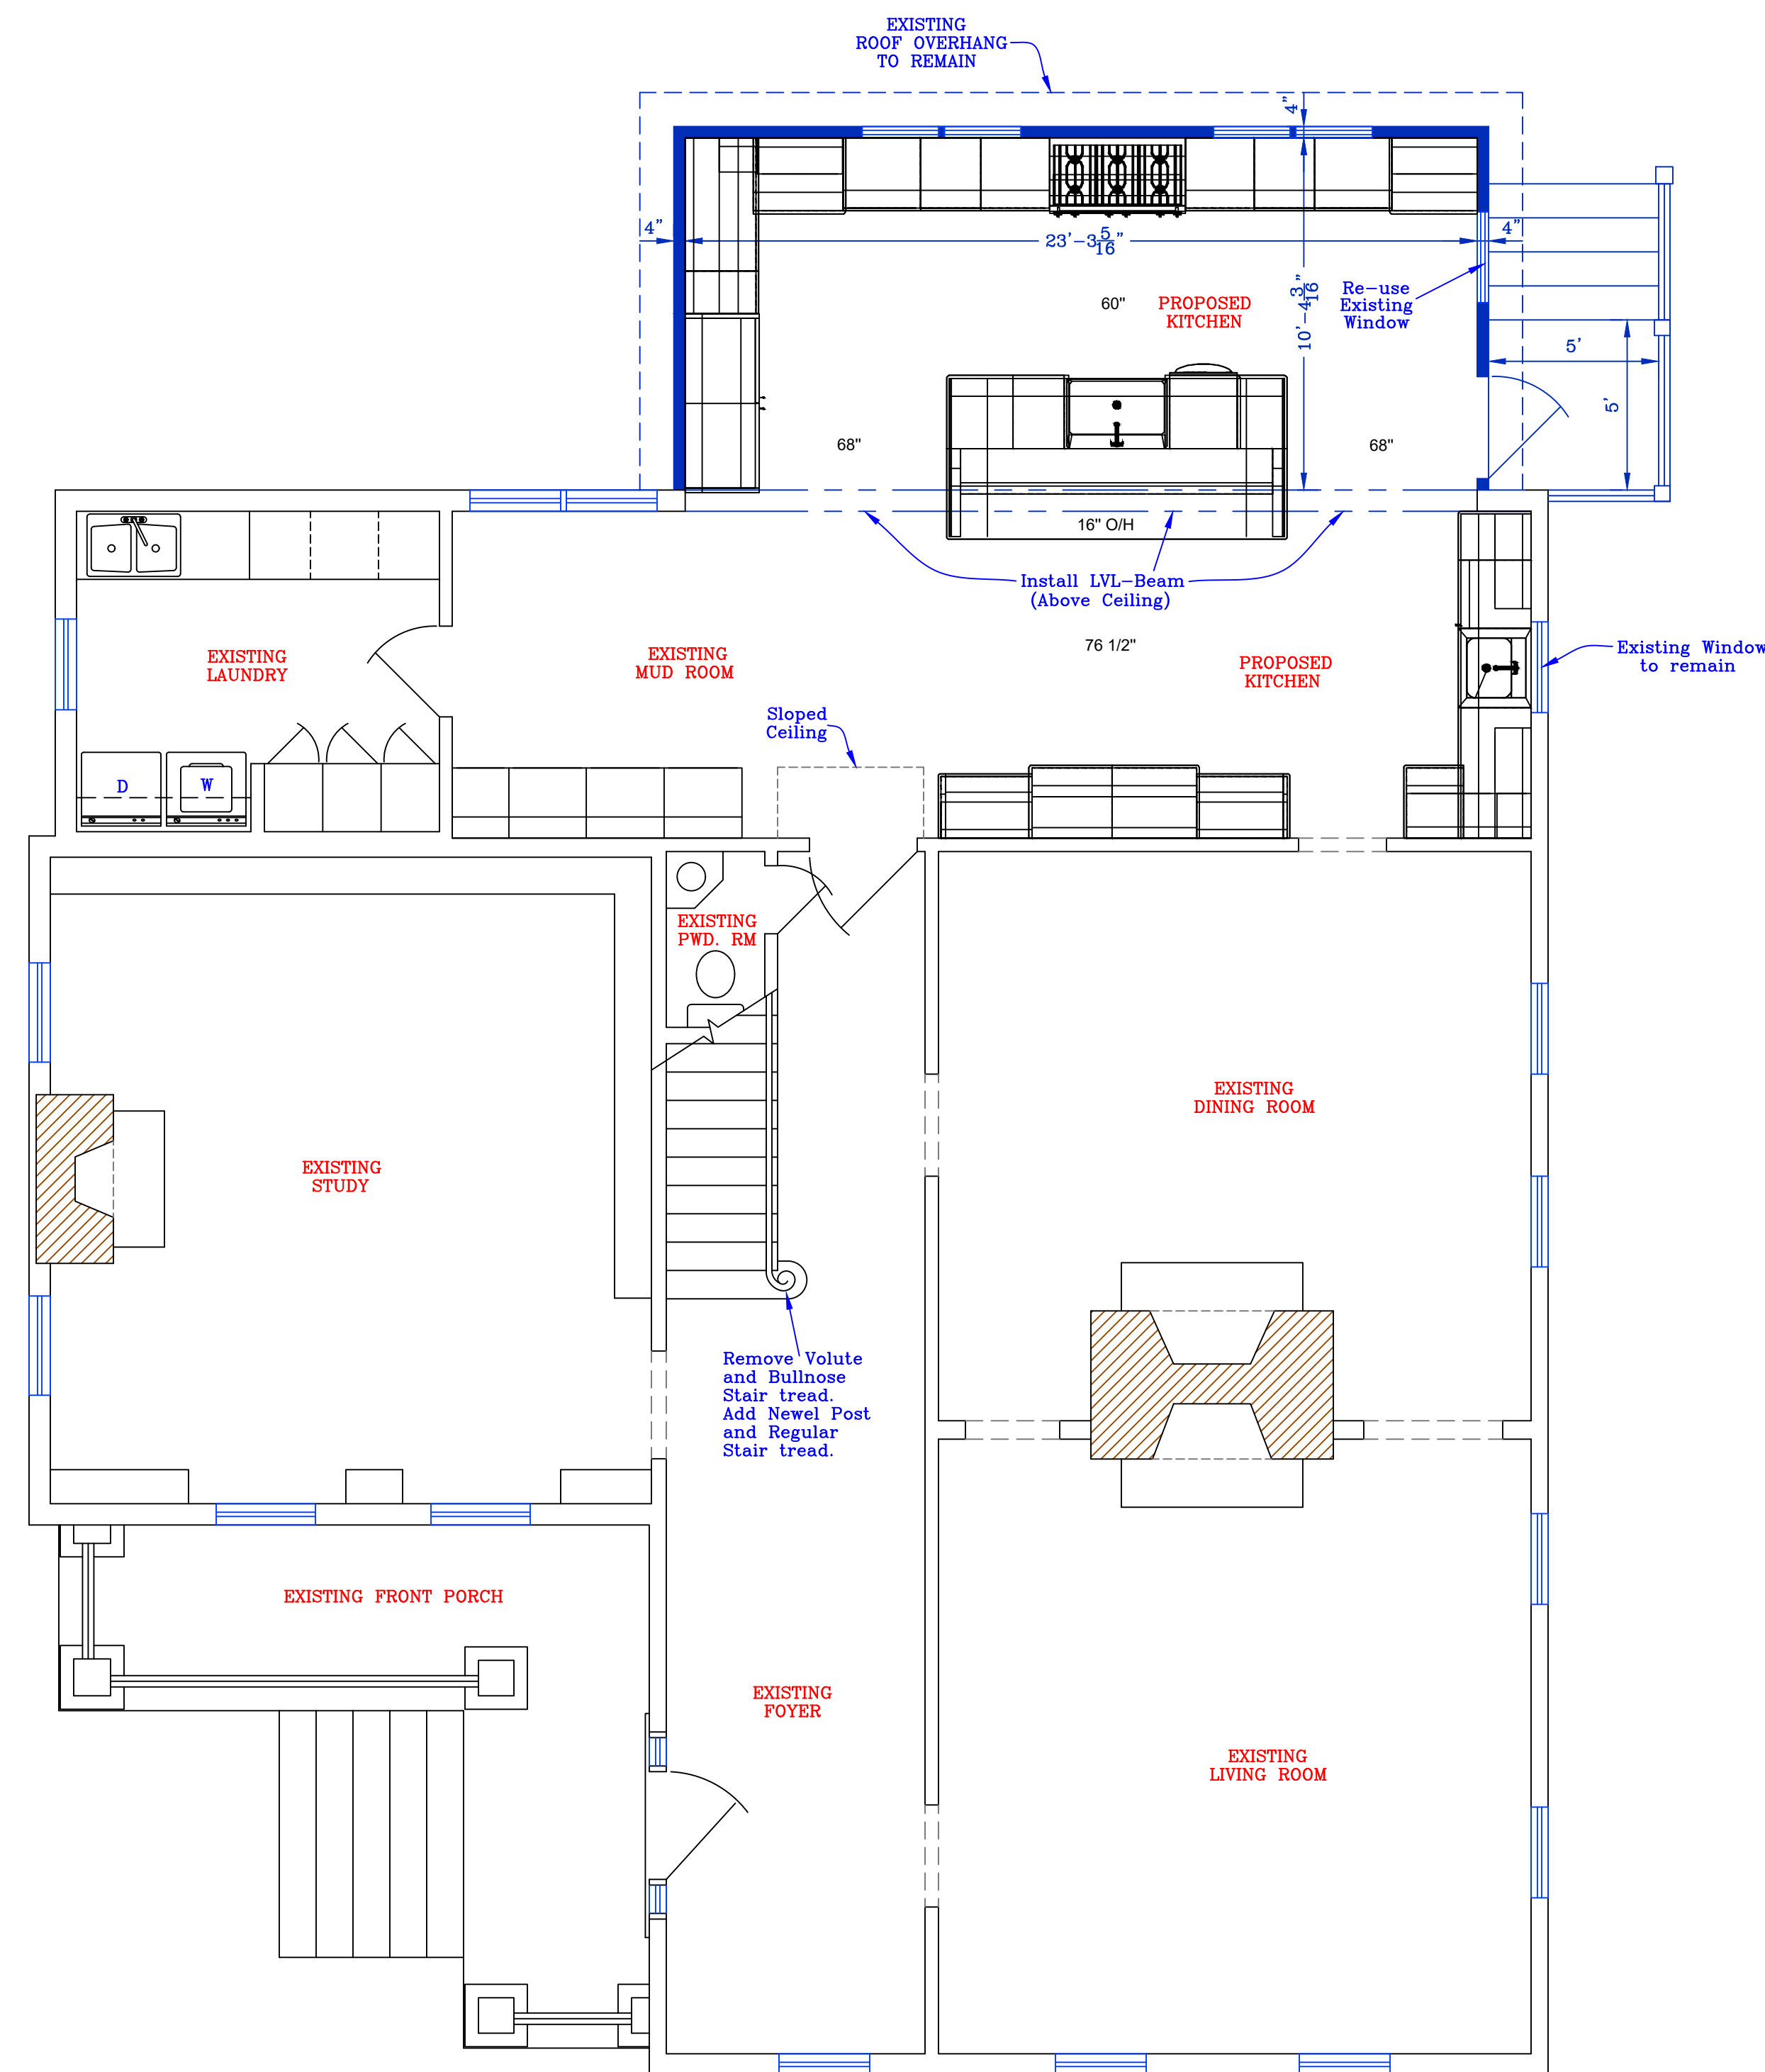 EXISTING
ROOF OVERHANG
TO REMAIN
4"
4"
23'-3 5/16"
4"
10'-4 3/16"
60"
PROPOSED
KITCHEN
Re-use
Existing
Window
5'
5'
68"
68"
16" O/H
Install LVL-Beam
(Above Ceiling)
EXISTING
LAUNDRY
EXISTING
MUD ROOM
76 1/2"
PROPOSED
KITCHEN
Existing Window
to remain
Sloped
Ceiling
D
W
EXISTING
PWD. RM
EXISTING
DINING ROOM
EXISTING
STUDY
Remove Volute
and Bullnose
Stair tread.
Add Newel Post
and Regular
Stair tread.
EXISTING FRONT PORCH
EXISTING
FOYER
EXISTING
LIVING ROOM